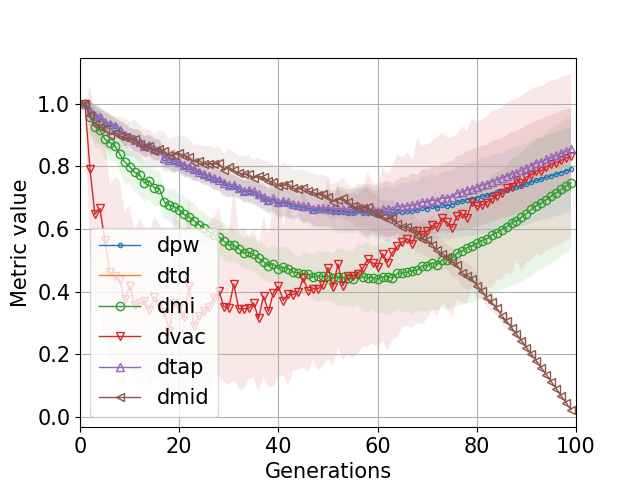 1.0
0.8
0.6
0.4
0.2
0.0
Metric value
dpw
dtd
dmi
dvac
dtap
dmid
0 20 40 60 80 100
Generations